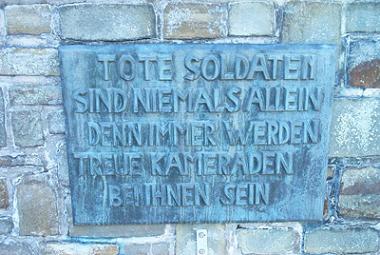 TOTE SOLDATEN
SIND NIEMALS ALLEIN
DENN IMMER WERDEN
TREUE KAMERADEN
BEI IHNEN SEIN